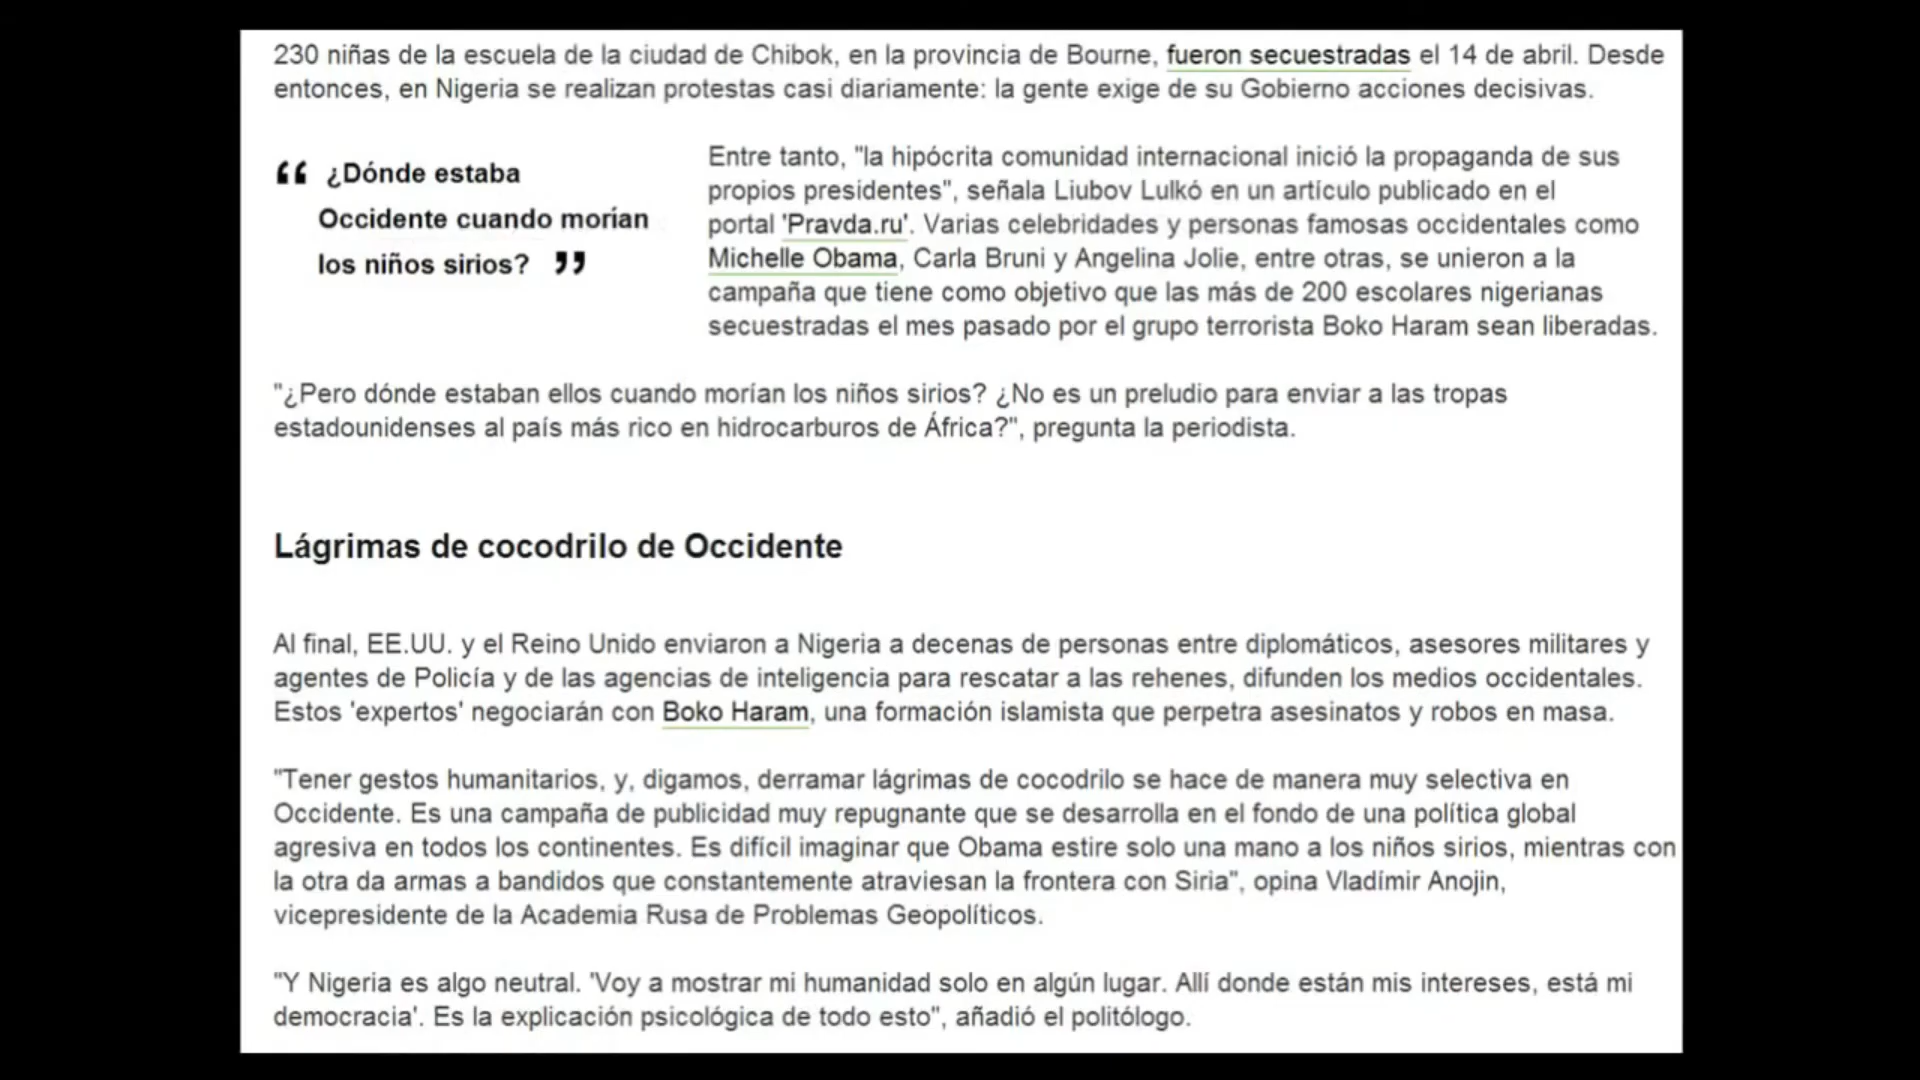 230 niñas de la escuela de la ciudad de Chibok, en la provincia de Bourne, fueron secuestradas el 14 de abril. Desde
entonces, en Nigeria se realizan protestas casi diariamente: la gente exige de su Gobierno acciones decisivas.
“ ¿Dónde estaba
Occidente cuando morían
los niños sirios? ”
Entre tanto, "la hipócrita comunidad internacional inició la propaganda de sus
propios presidentes", señala Liubov Lulkó en un artículo publicado en el
portal 'Pravda.ru'. Varias celebridades y personas famosas occidentales como
Michelle Obama, Carla Bruni y Angelina Jolie, entre otras, se unieron a la
campaña que tiene como objetivo que las más de 200 escolares nigerianas
secuestradas el mes pasado por el grupo terrorista Boko Haram sean liberadas.
"¿Pero dónde estaban ellos cuando morían los niños sirios? ¿No es un preludio para enviar a las tropas
estadounidenses al país más rico en hidrocarburos de África?", pregunta la periodista.
Lágrimas de cocodrilo de Occidente
Al final, EE.UU. y el Reino Unido enviaron a Nigeria a decenas de personas entre diplomáticos, asesores militares y
agentes de Policía y de las agencias de inteligencia para rescatar a las rehenes, difunden los medios occidentales.
Estos 'expertos' negociarán con Boko Haram, una formación islamista que perpetra asesinatos y robos en masa.
"Tener gestos humanitarios, y, digamos, derramar lágrimas de cocodrilo se hace de manera muy selectiva en
Occidente. Es una campaña de publicidad muy repugnante que se desarrolla en el fondo de una política global
agresiva en todos los continentes. Es difícil imaginar que Obama estire solo una mano a los niños sirios, mientras con
la otra da armas a bandidos que constantemente atraviesan la frontera con Siria", opina Vladímir Anojin,
vicepresidente de la Academia Rusa de Problemas Geopolíticos.
"Y Nigeria es algo neutral. 'Voy a mostrar mi humanidad solo en algún lugar. Allí donde están mis intereses, está mi
democracia'. Es la explicación psicológica de todo esto", añadió el politólogo.